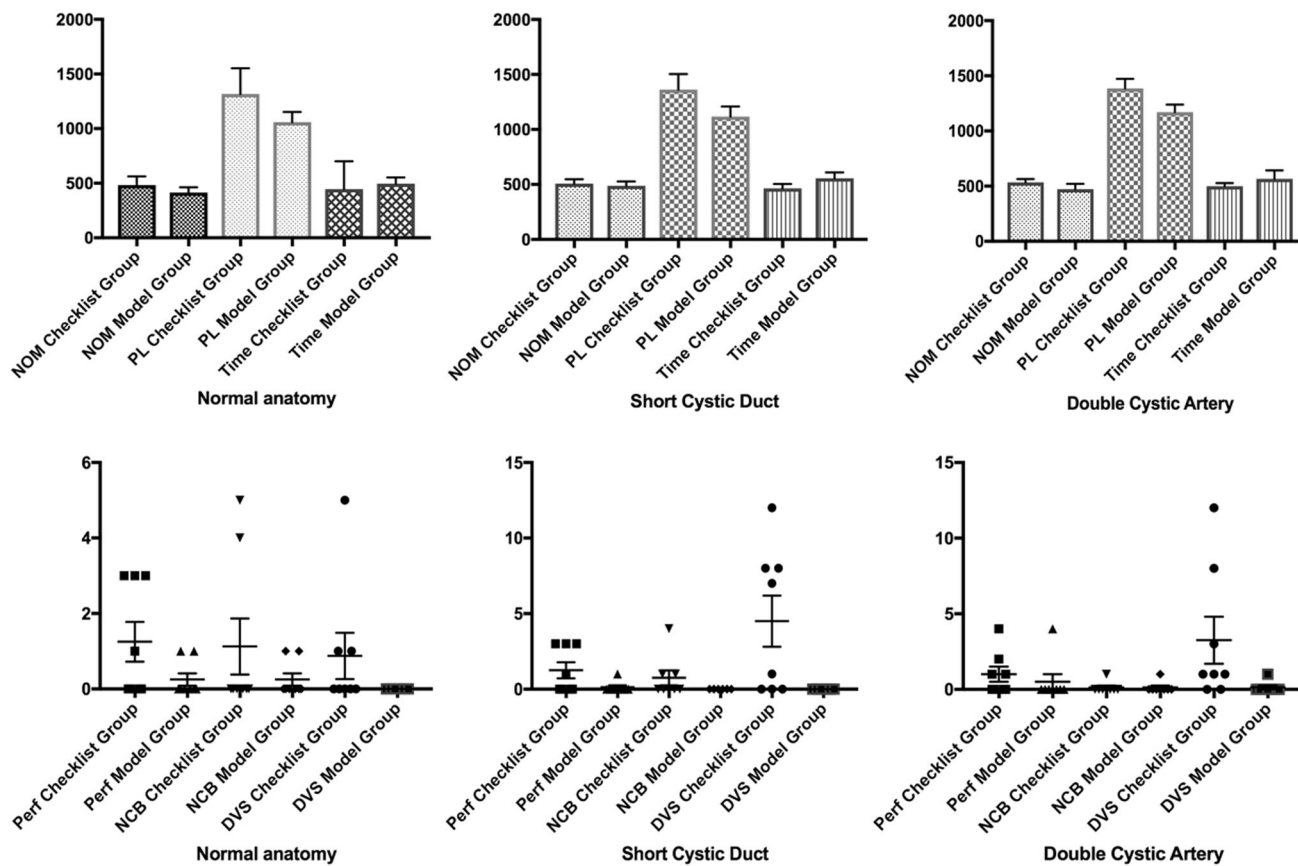 2000
1500
1000
500
0
NOM Checklist Group
NOM Model Group
PL Checklist Group
PL Model Group
Time Checklist Group
Time Model Group
Normal anatomy
2000
1500
1000
500
0
NOM Checklist Group
NOM Model Group
PL Checklist Group
PL Model Group
Time Checklist Group
Time Model Group
Short Cystic Duct
2000
1500
1000
500
0
NOM Checklist Group
NOM Model Group
PL Checklist Group
PL Model Group
Time Checklist Group
Time Model Group
Double Cystic Artery
6
4
2
0
Perf Checklist Group
Perf Model Group
NCB Checklist Group
NCB Model Group
DVS Checklist Group
DVS Model Group
Normal anatomy
15
10
5
0
Perf Checklist Group
Perf Model Group
NCB Checklist Group
NCB Model Group
DVS Checklist Group
DVS Model Group
Short Cystic Duct
15
10
5
0
Perf Checklist Group
Perf Model Group
NCB Checklist Group
NCB Model Group
DVS Checklist Group
DVS Model Group
Double Cystic Artery